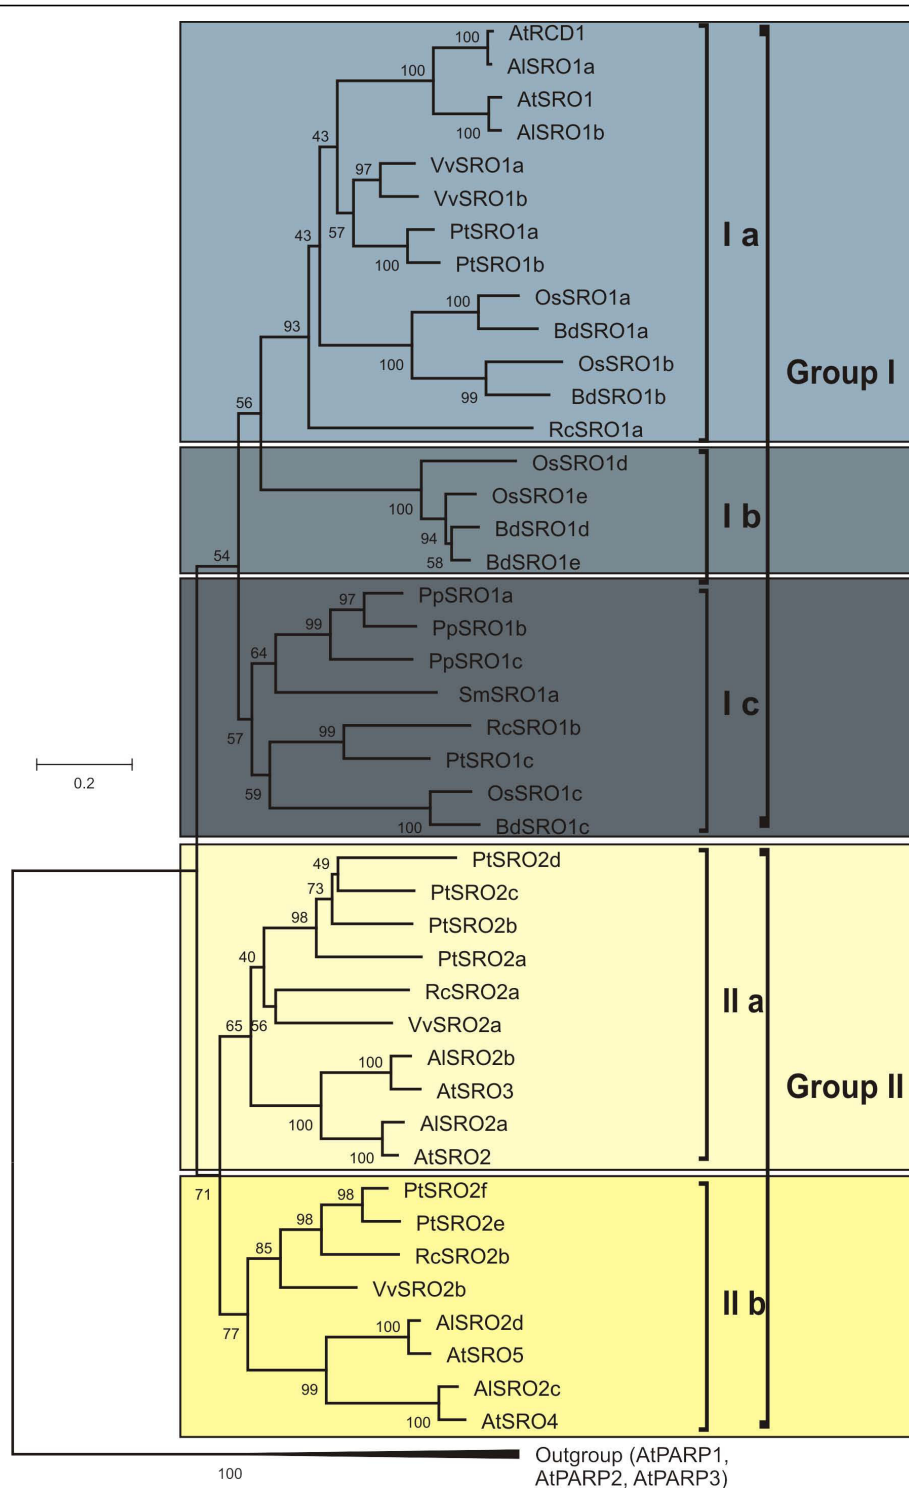 100
AtRCD1
AlSRO1a
100
AtSRO1
100
AlSRO1b
43
97
VvSRO1a
VvSRO1b
43
57
PtSRO1a
100
PtSRO1b
I a
100
OsSRO1a
93
BdSRO1a
100
OsSRO1b
Group I
99
BdSRO1b
56
RcSRO1a
OsSRO1d
100
OsSRO1e
I b
94
BdSRO1d
54
58
BdSRO1e
97
PpSRO1a
99
PpSRO1b
64
PpSRO1c
SmSRO1a
I c
57
99
RcSRO1b
PtSRO1c
0.2
59
OsSRO1c
100
BdSRO1c
49
PtSRO2d
73
PtSRO2c
98
PtSRO2b
40
PtSRO2a
RcSRO2a
II a
65
56
VvSRO2a
100
AlSRO2b
AtSRO3
Group II
100
AlSRO2a
100
AtSRO2
71
98
PtSRO2f
98
PtSRO2e
85
RcSRO2b
VvSRO2b
II b
77
100
AlSRO2d
AtSRO5
99
AlSRO2c
100
AtSRO4
Outgroup (AtPARP1,
AtPARP2, AtPARP3)
100